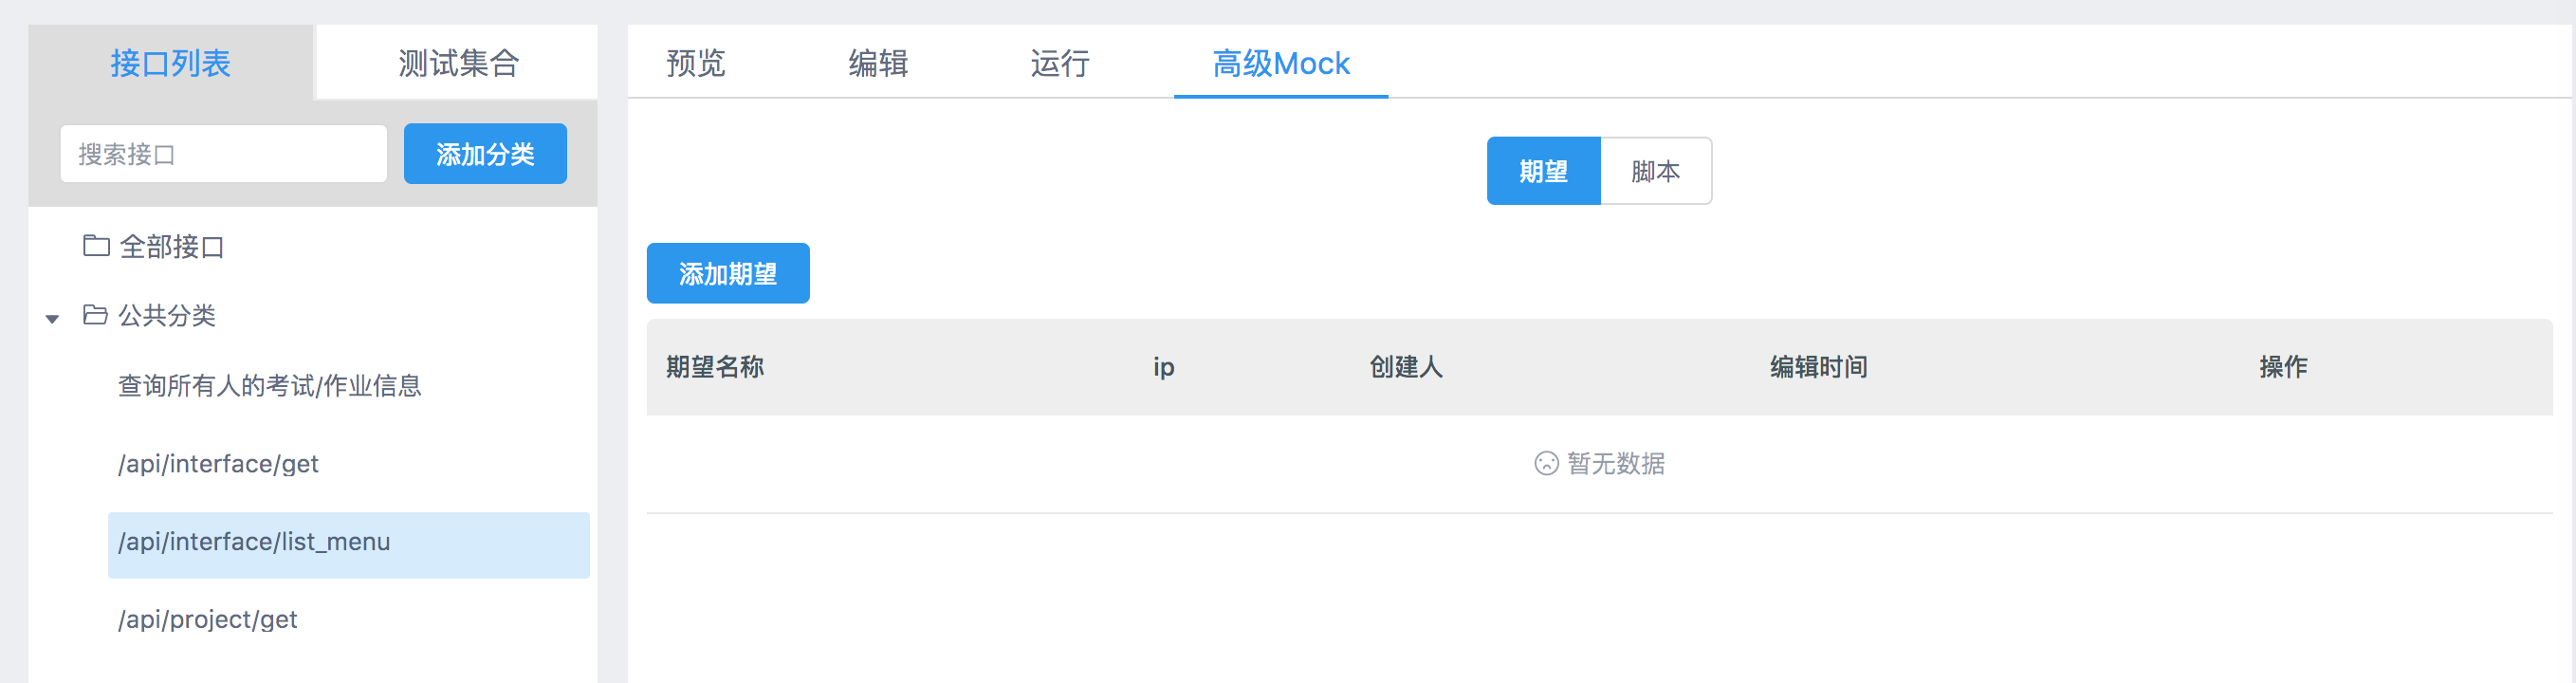 接口列表 测试集合
搜索接口 添加分类
全部接口
公共分类
查询所有人的考试/作业信息
/api/interface/get
/api/interface/list_menu
/api/project/get
预览 编辑 运行 高级Mock
期望 脚本
添加期望
期望名称 ip 创建人 编辑时间 操作
暂无数据